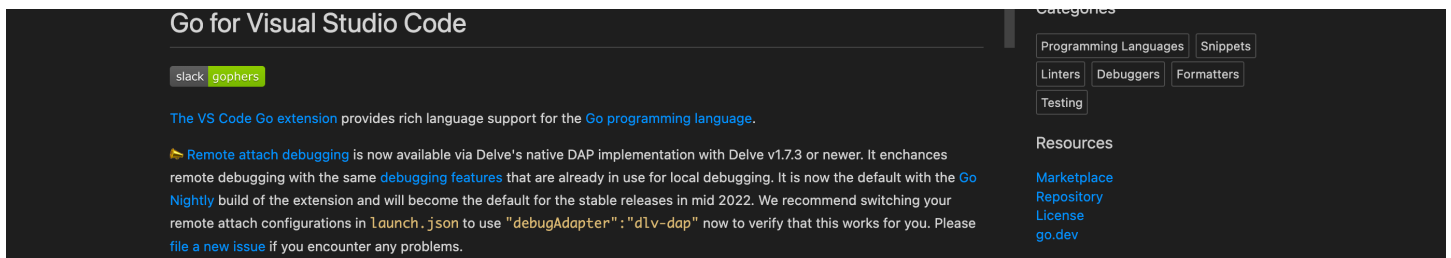 Go for Visual Studio Code
slack gophers
The VS Code Go extension provides rich language support for the Go programming language.
Remote attach debugging is now available via Delve's native DAP implementation with Delve v1.7.3 or newer. It enchances
remote debugging with the same debugging features that are already in use for local debugging. It is now the default with the Go
Nightly build of the extension and will become the default for the stable releases in mid 2022. We recommend switching your
remote attach configurations in launch.json to use "debugAdapter":"dlv-dap" now to verify that this works for you. Please
file a new issue if you encounter any problems.
Categories
Programming Languages Snippets
Linters Debuggers Formatters
Testing
Resources
Marketplace
Repository
License
go.dev